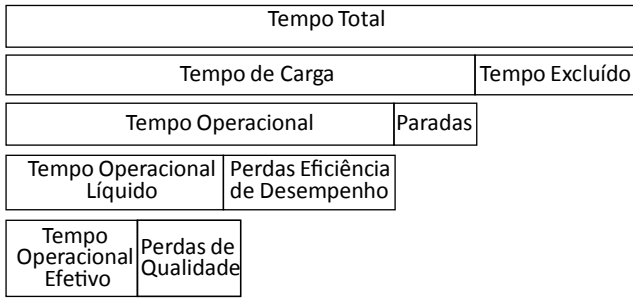 Tempo Total
Tempo de Carga Tempo Excluído
Tempo Operacional Paradas
Tempo Operacional
Líquido
Perdas Eficiência
de Desempenho
Tempo
Operacional
Efetivo
Perdas de
Qualidade